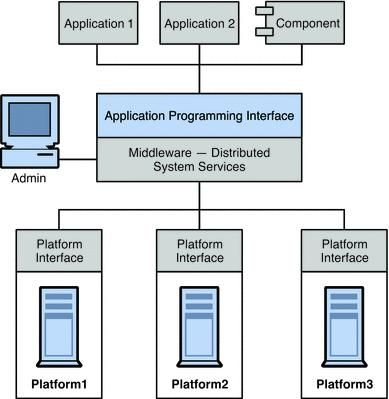 Application 1
Application 2
Component
Application Programming Interface
Middleware — Distributed
System Services
Admin
Platform
Interface
Platform
Interface
Platform
Interface
Platform1
Platform2
Platform3